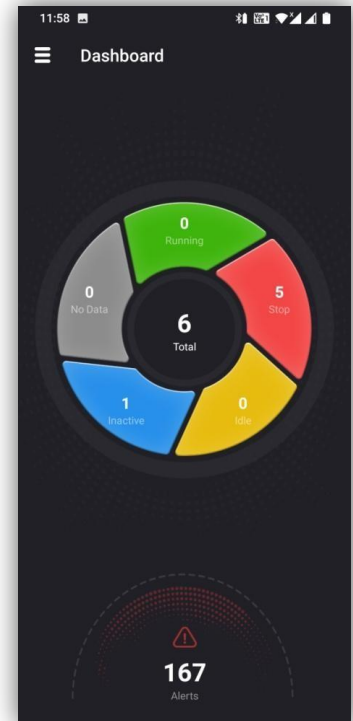 11:58
Dashboard
0
Running
0
No Data
5
Stop
6
Total
1
Inactive
0
Idle
167
Alerts